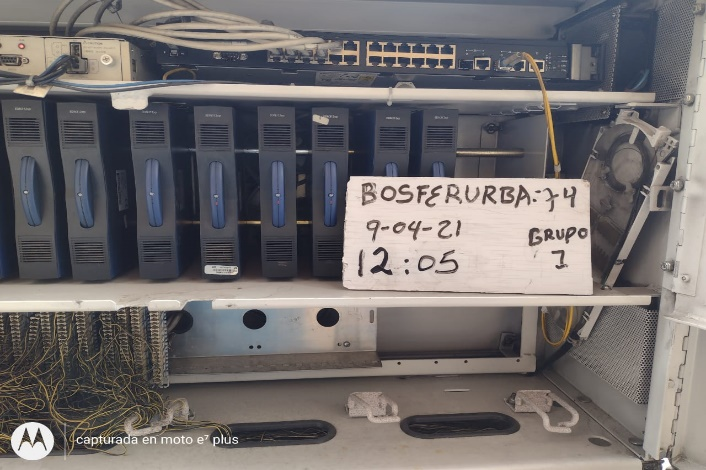 BOSFERURBA:74
9-04-21
GRUPO
12:05
1
capturada en moto e⁷ plus